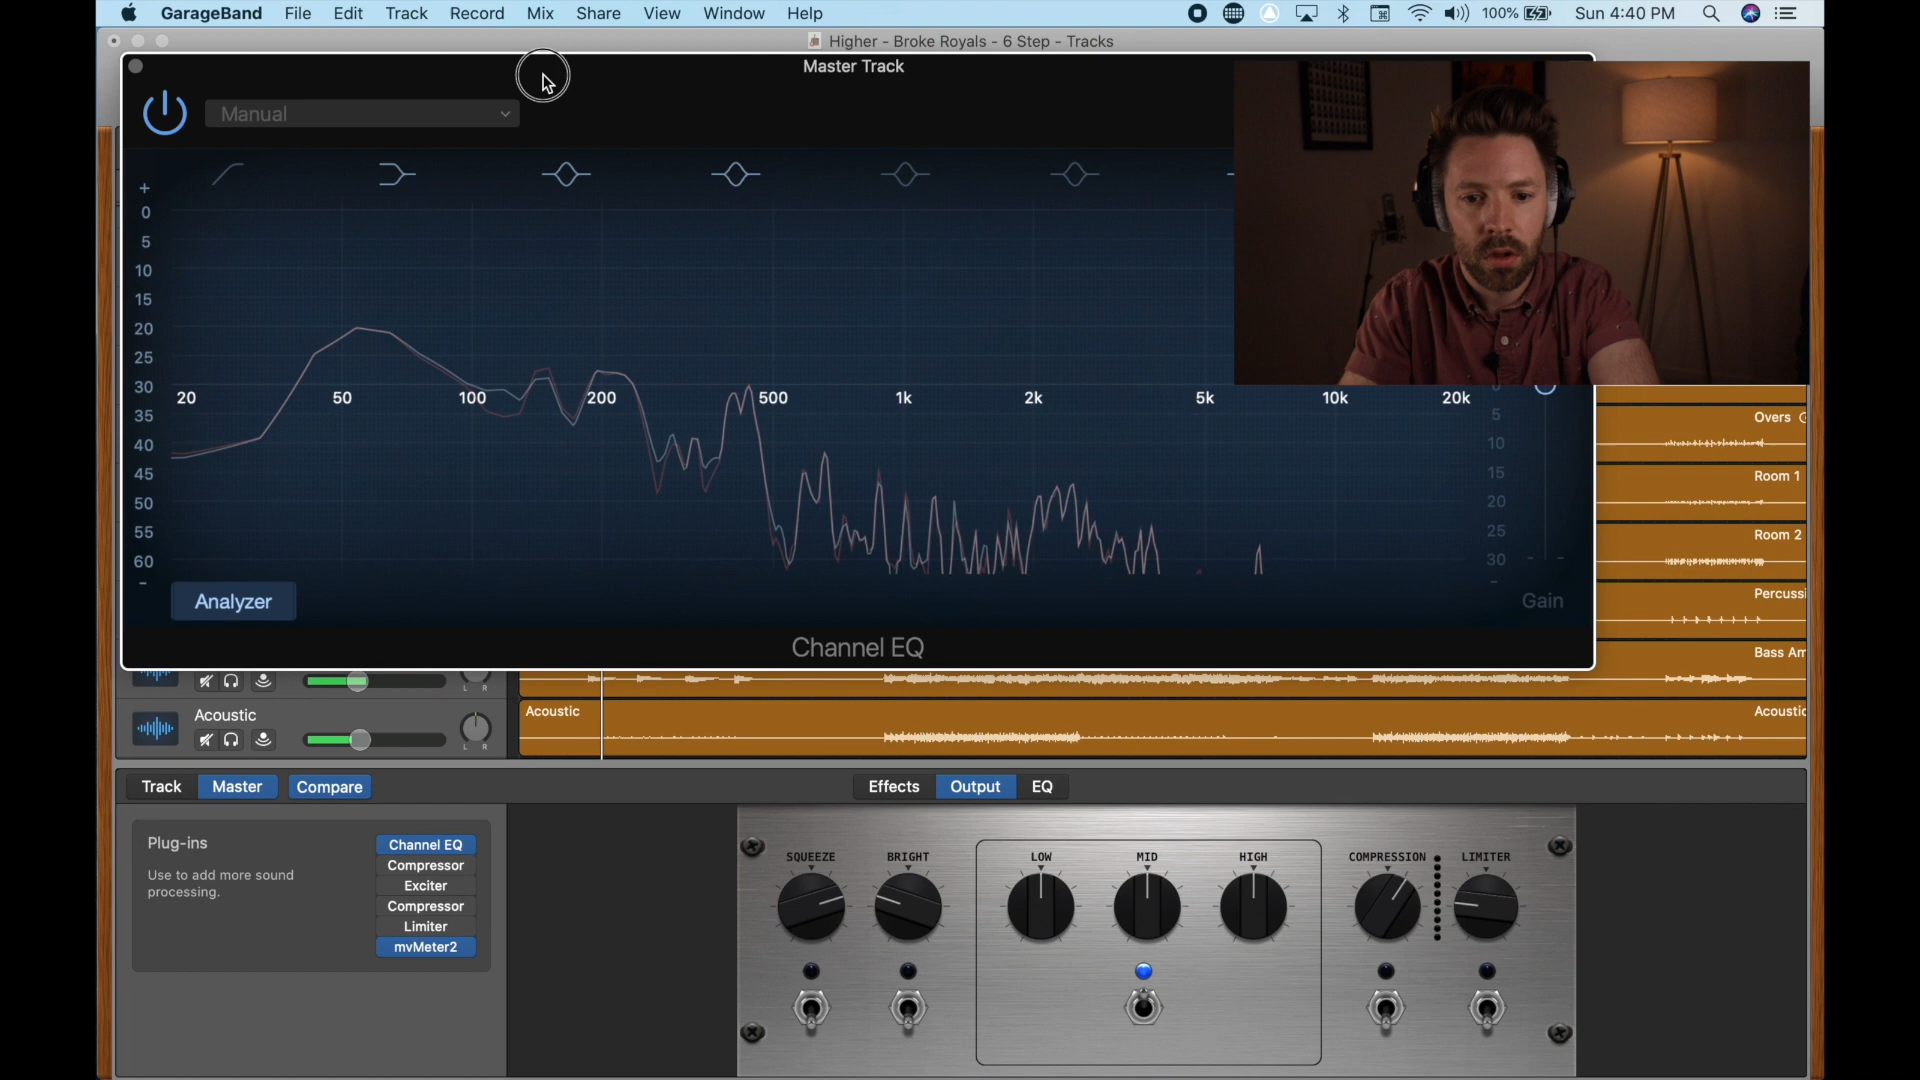 GarageBand File Edit Track Record Mix Share View Window Help 100% Sun 4:40 PM
Higher - Broke Royals - 6 Step - Tracks
Master Track
Manual
+
0
5
10
15
20
25
30
35
40
45
50
55
60
-
20 50 100 200 500 1k 2k 5k 10k 20k
5
10
15
20
25
30
-
Gain
Analyzer
Channel EQ
Overs
Room 1
Room 2
Percussi
Bass Am
L R
Acoustic
L R
Acoustic
Acoustic
Track Master Compare Effects Output EQ
Plug-ins
Use to add more sound
processing.
Channel EQ
Compressor
Exciter
Compressor
Limiter
mvMeter2
SQUEEZE BRIGHT LOW MID HIGH COMPRESSION LIMITER